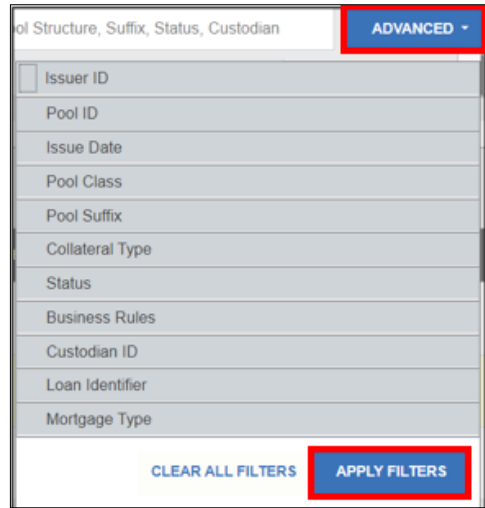 ol Structure, Suffix, Status, Custodian ADVANCED
Issuer ID
Pool ID
Issue Date
Pool Class
Pool Suffix
Collateral Type
Status
Business Rules
Custodian ID
Loan Identifier
Mortgage Type
CLEAR ALL FILTERS APPLY FILTERS